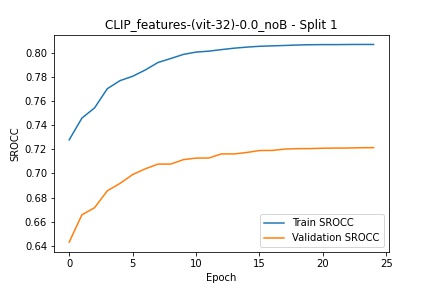 CLIP_features-(vit-32)-0.0_noB - Split 1
0.80
0.78
0.76
0.74
0.72
0.70
0.68
0.66
0.64
SROCC
Train SROCC
Validation SROCC
0 5 10 15 20 25
Epoch